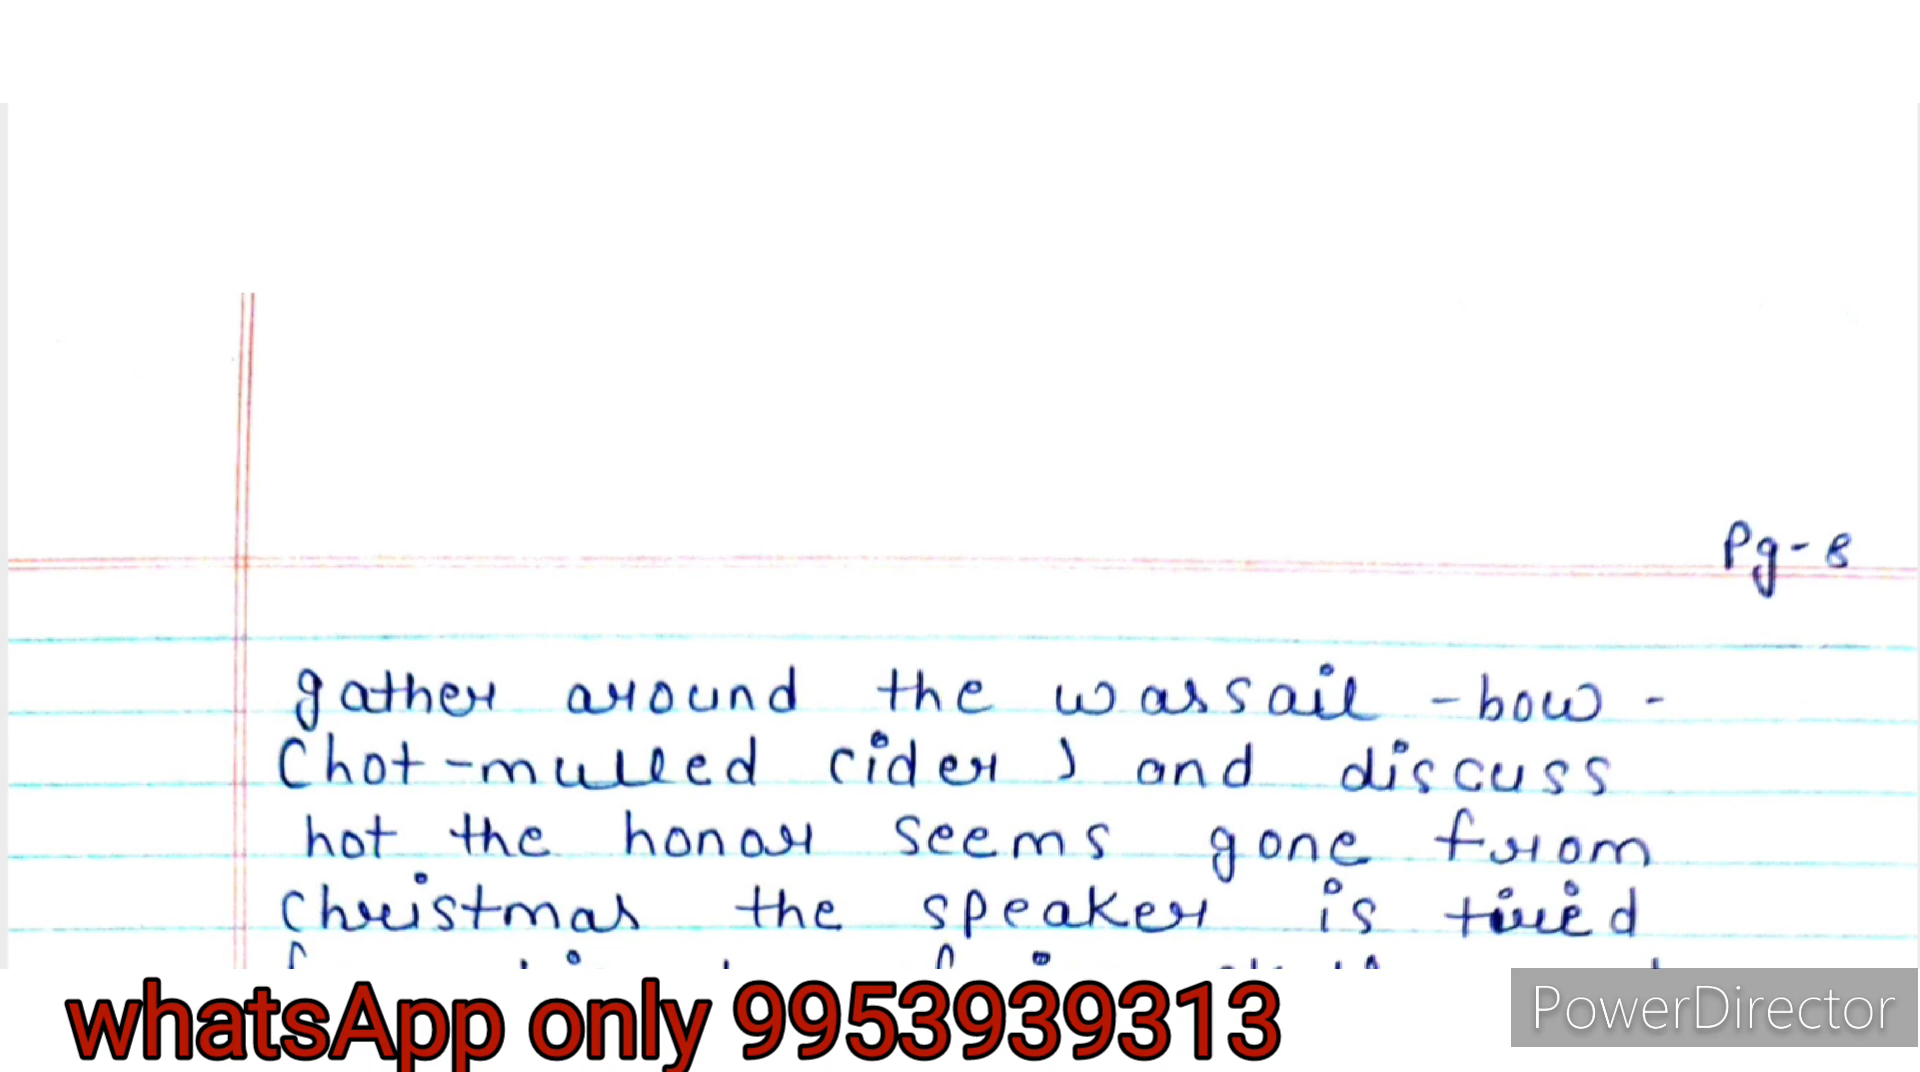 Pg-8
gather around the wassail -bow -
(hot-mulled cider) and discuss
hot the honor seems gone from
Christmas the speaker is tired
whatsApp only 9953939313
PowerDirector